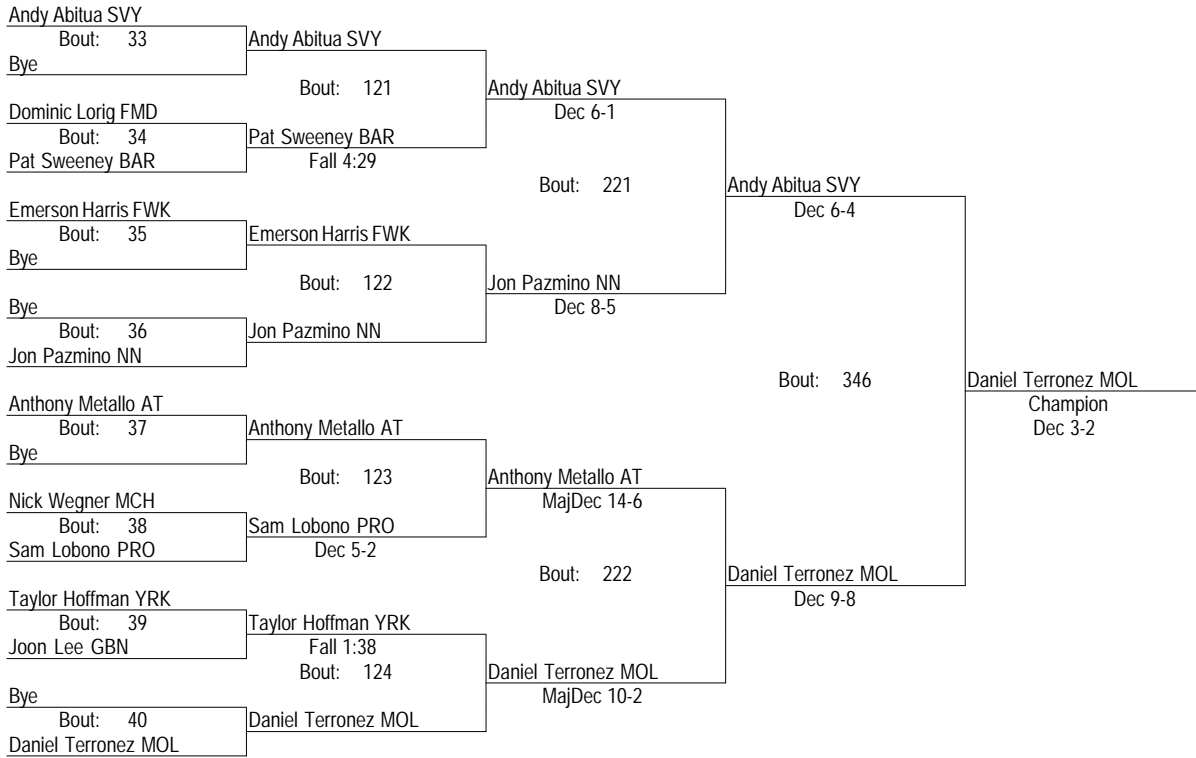 Andy Abitua SVY
Bout: 33
Bye
Andy Abitua SVY
Bout: 121
Dominic Lorig FMD
Bout: 34
Pat Sweeney BAR
Pat Sweeney BAR
Fall 4:29
Andy Abitua SVY
Dec 6-1
Bout: 221
Emerson Harris FWK
Bout: 35
Bye
Emerson Harris FWK
Bout: 122
Bye
Bout: 36
Jon Pazmino NN
Jon Pazmino NN
Jon Pazmino NN
Dec 8-5
Andy Abitua SVY
Dec 6-4
Bout: 346
Anthony Metallo AT
Bout: 37
Bye
Anthony Metallo AT
Bout: 123
Nick Wegner MCH
Bout: 38
Sam Lobono PRO
Sam Lobono PRO
Dec 5-2
Anthony Metallo AT
MajDec 14-6
Bout: 222
Taylor Hoffman YRK
Bout: 39
Joon Lee GBN
Taylor Hoffman YRK
Fall 1:38
Bout: 124
Bye
Bout: 40
Daniel Terronez MOL
Daniel Terronez MOL
Daniel Terronez MOL
MajDec 10-2
Daniel Terronez MOL
Dec 9-8
Daniel Terronez MOL
Champion
Dec 3-2